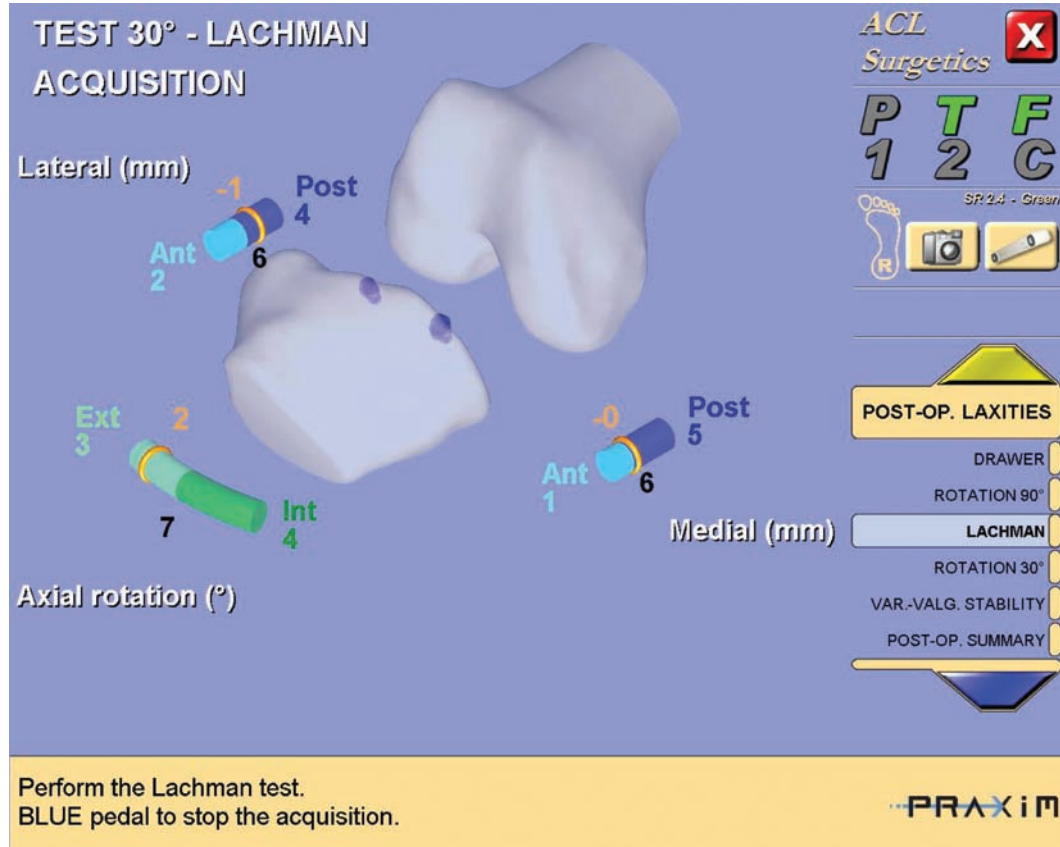 TEST 30° - LACHMAN
ACQUISITION
Lateral (mm)
-1
Post
4
Ant
2
6
Ext
3
2
7
Int
4
Axial rotation (°)
-0
Post
5
Ant
1
6
Medial (mm)
ACL
Surgetics
X
P T F
1 2 C
SR 2.4 - Green
R
POST-OP. LAXITIES
DRAWER
ROTATION 90°
LACHMAN
ROTATION 30°
VAR.-VALG. STABILITY
POST-OP. SUMMARY
Perform the Lachman test.
BLUE pedal to stop the acquisition.
PRAXiM